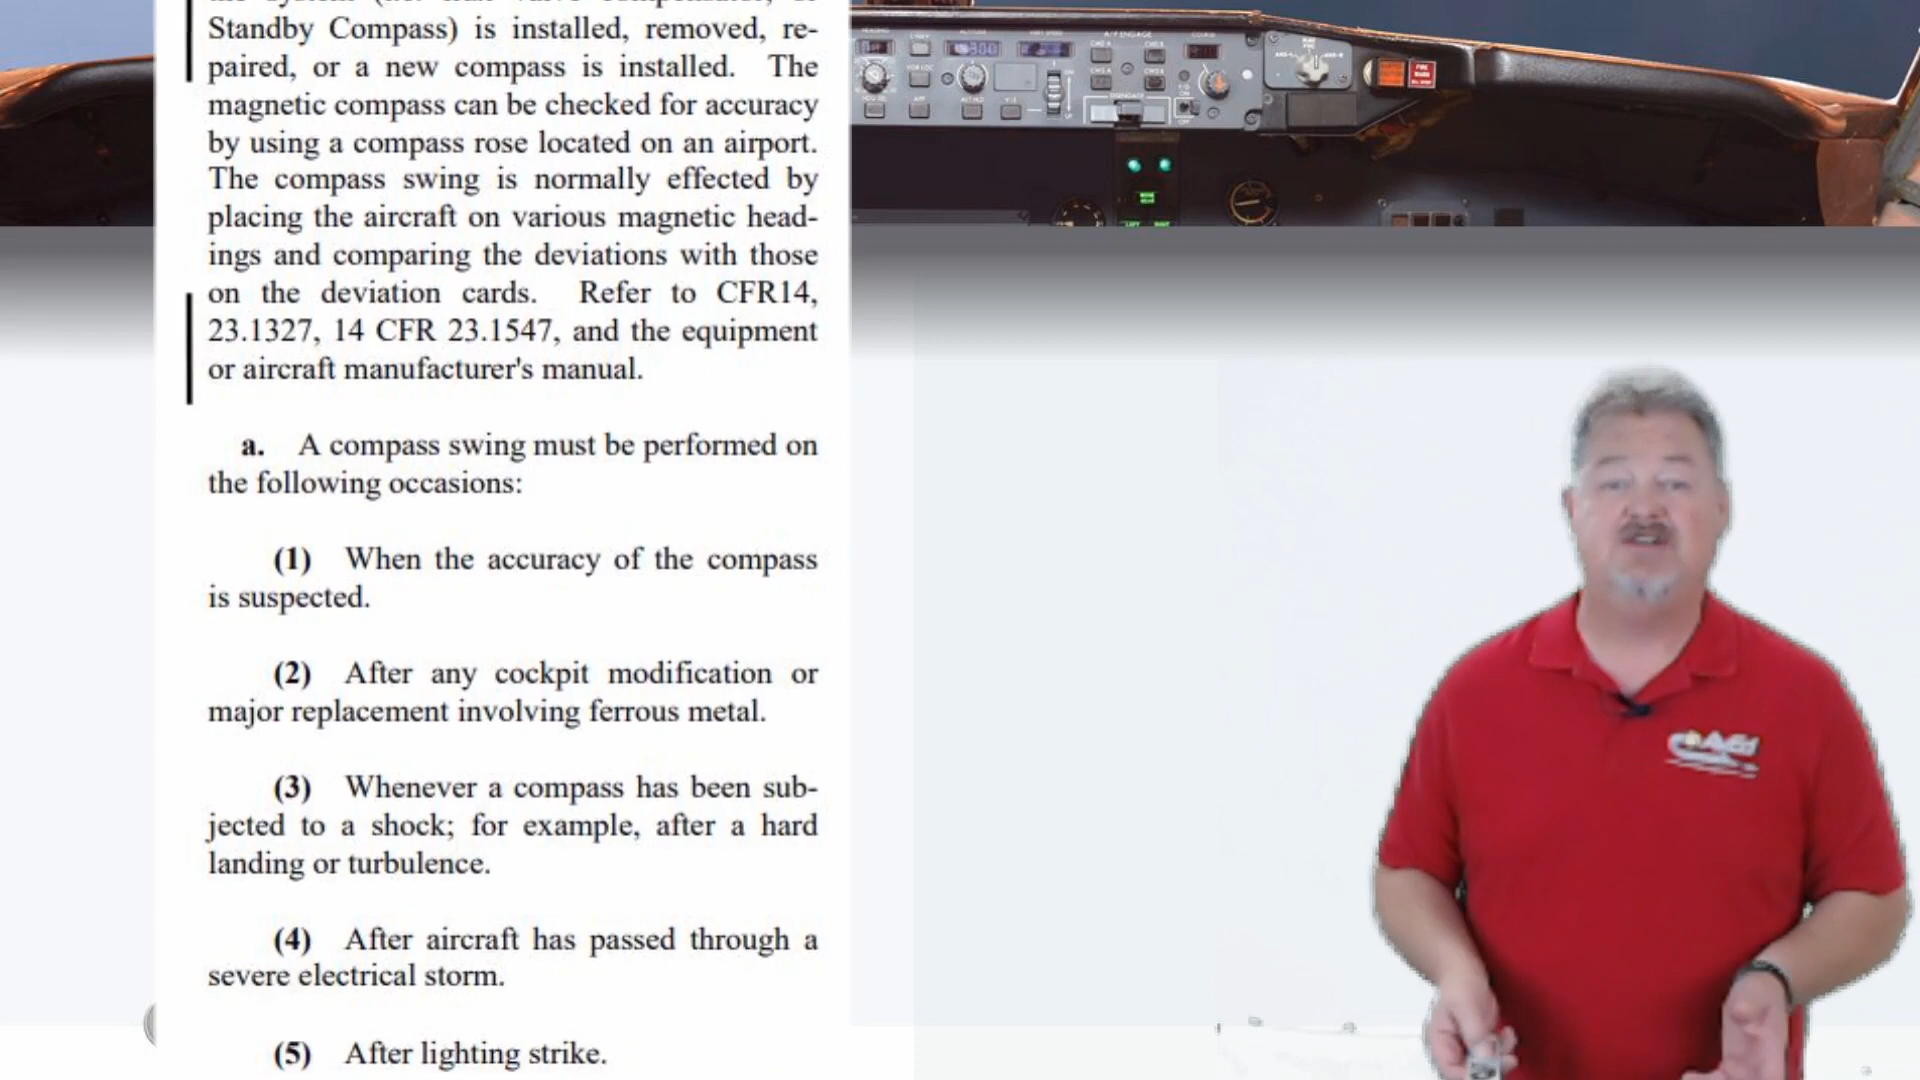 Standby Compass) is installed, removed, re-
paired, or a new compass is installed. The
magnetic compass can be checked for accuracy
by using a compass rose located on an airport.
The compass swing is normally effected by
placing the aircraft on various magnetic head-
ings and comparing the deviations with those
on the deviation cards. Refer to CFR14,
23.1327, 14 CFR 23.1547, and the equipment
or aircraft manufacturer's manual.
a. A compass swing must be performed on
the following occasions:
(1) When the accuracy of the compass
is suspected.
(2) After any cockpit modification or
major replacement involving ferrous metal.
(3) Whenever a compass has been sub-
jected to a shock; for example, after a hard
landing or turbulence.
(4) After aircraft has passed through a
severe electrical storm.
(5) After lighting strike.
A/P ENGAGE
DISENGAGE